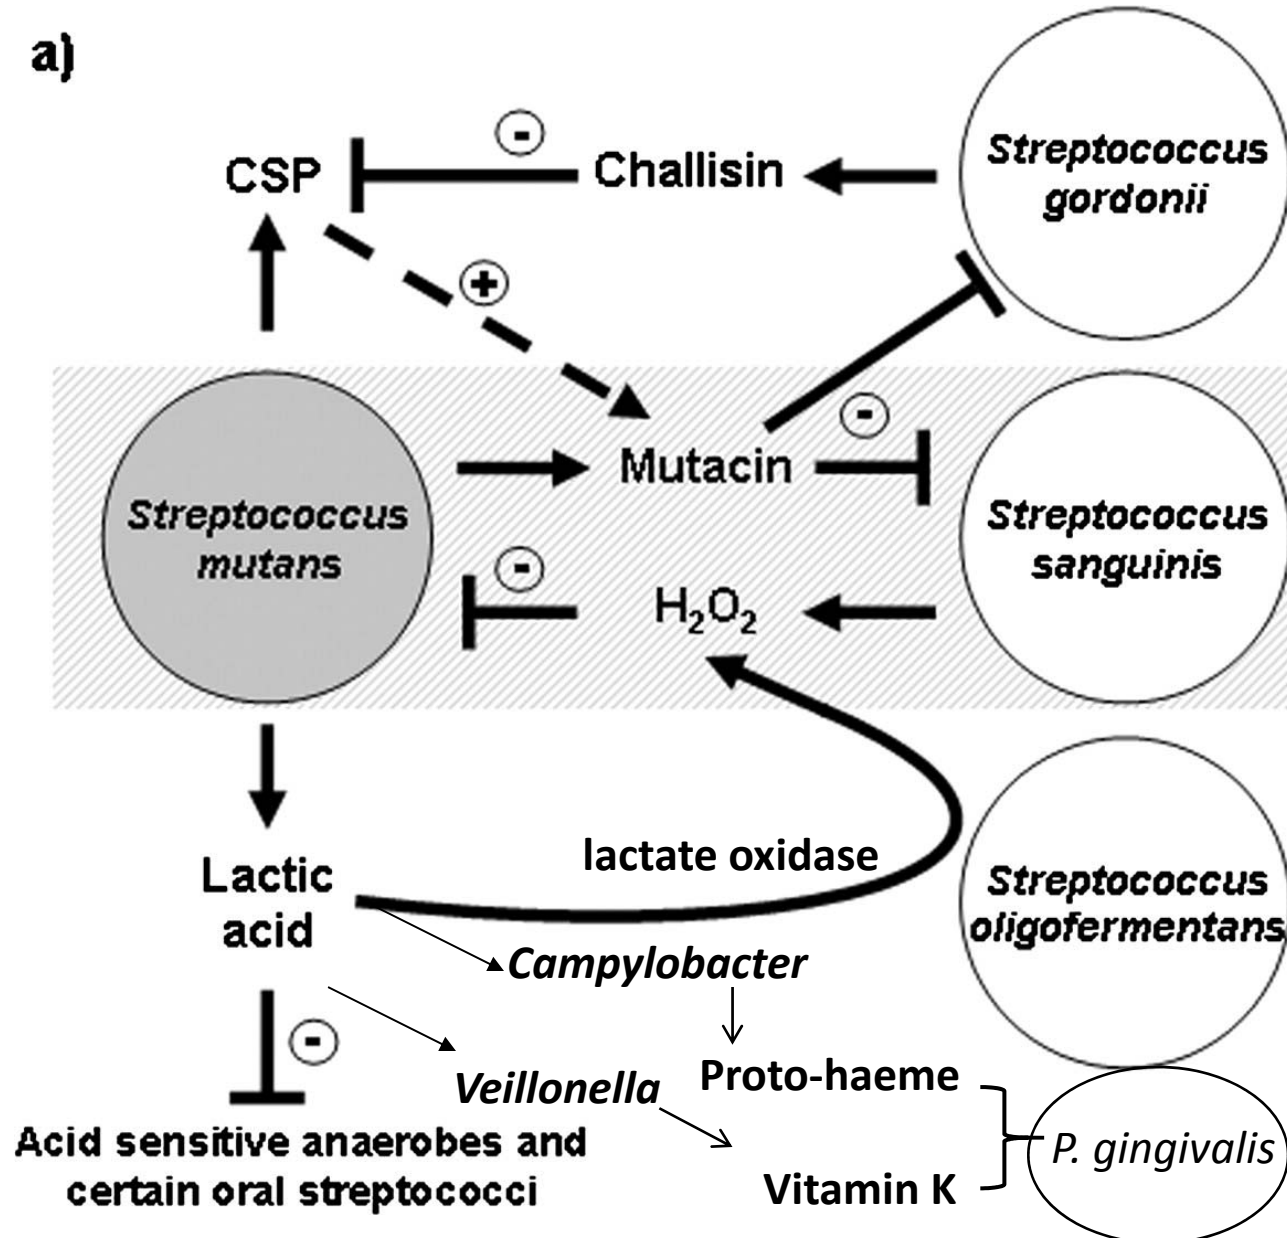 a)
CSP
-
Challisin
Streptococcus
gordonii
+
Streptococcus
mutans
Mutacin
-
Streptococcus
sanguinis
-
H₂O₂
Lactic
acid
lactate oxidase
Streptococcus
oligofermentans
Campylobacter
-
Veillonella
Proto-haeme
Vitamin K
P. gingivalis
Acid sensitive anaerobes and
certain oral streptococci